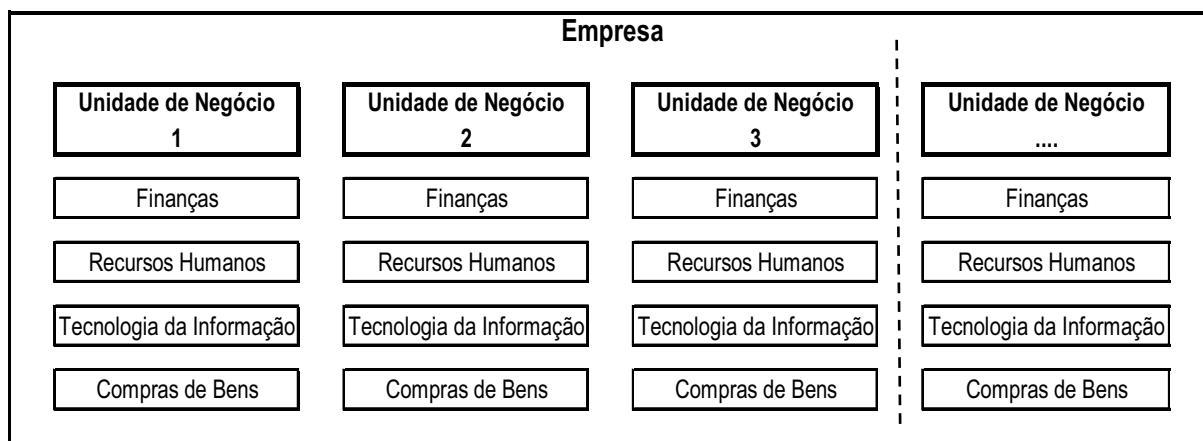 Empresa
Unidade de Negócio
1
Unidade de Negócio
2
Unidade de Negócio
3
Unidade de Negócio
....
Finanças
Finanças
Finanças
Finanças
Recursos Humanos
Recursos Humanos
Recursos Humanos
Recursos Humanos
Tecnologia da Informação
Tecnologia da Informação
Tecnologia da Informação
Tecnologia da Informação
Compras de Bens
Compras de Bens
Compras de Bens
Compras de Bens